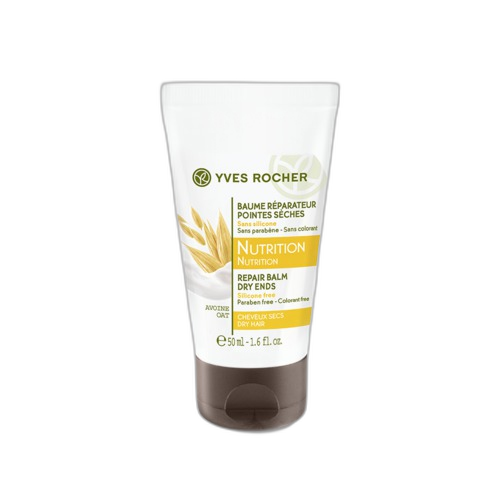 YVES ROCHER
BAUME RÉPARATEUR
POINTES SÈCHES
Sans silicone
Sans parabène - Sans colorant
NUTRITION
NUTRITION
REPAIR BALM
DRY ENDS
Silicone free
Paraben free - Colorant free
AVOINE
OAT
CHEVEUX SECS
DRY HAIR
e 50 ml - 1.6 fl. oz.